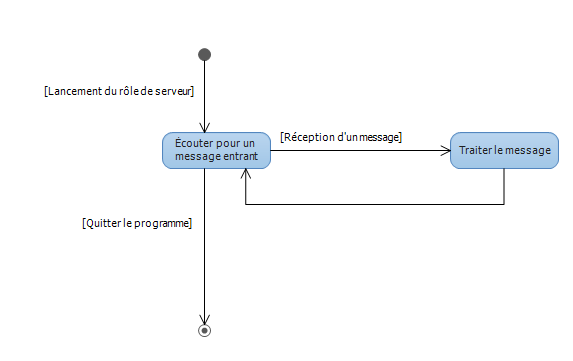 [Lancement du rôle de serveur]
[Réception d'un message]
Écouter pour un
message entrant
Traiter le message
[Quitter le programme]